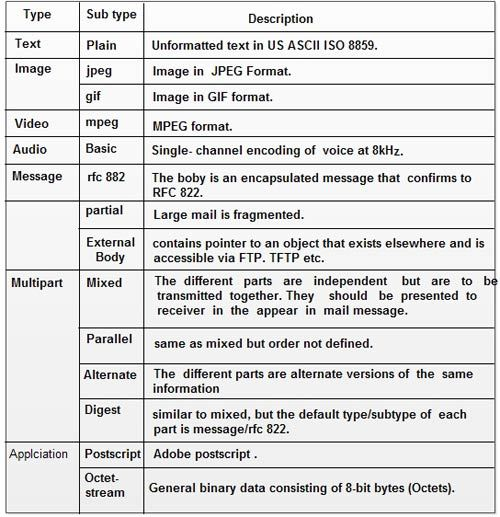 Type Sub type Description
Text Plain Unformatted text in US ASCII ISO 8859.
Image jpeg Image in JPEG Format.
gif Image in GIF format.
Video mpeg MPEG format.
Audio Basic Single- channel encoding of voice at 8kHz.
Message rfc 882 The boby is an encapsulated message that confirms to
RFC 822.
partial Large mail is fragmented.
External contains pointer to an object that exists elsewhere and is
Body accessible via FTP. TFTP etc.
Multipart Mixed The different parts are independent but are to be
transmitted together. They should be presented to
receiver in the appear in mail message.
Parallel same as mixed but order not defined.
Alternate The different parts are alternate versions of the same
information
Digest similar to mixed, but the default type/subtype of each
part is message/rfc 822.
Applciation Postscript Adobe postscript .
Octet-
stream General binary data consisting of 8-bit bytes (Octets).